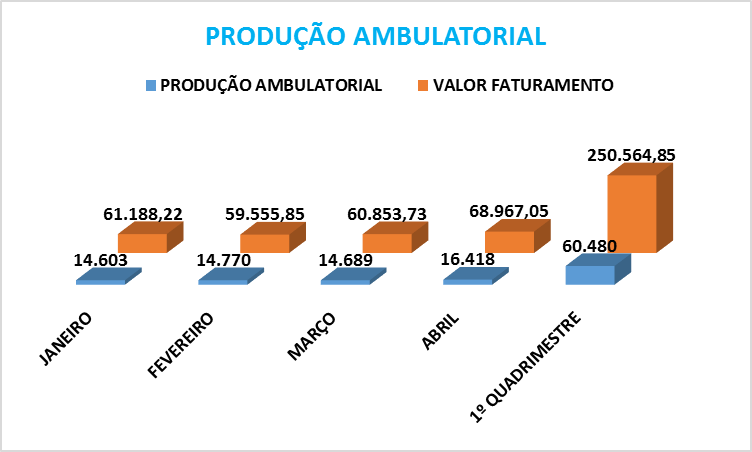 PRODUÇÃO AMBULATORIAL
PRODUÇÃO AMBULATORIAL VALOR FATURAMENTO
250.564,85
61.188,22 59.555,85 60.853,73 68.967,05
14.603 14.770 14.689 16.418 60.480
JANEIRO FEVEREIRO MARÇO ABRIL 1º QUADRIMESTRE